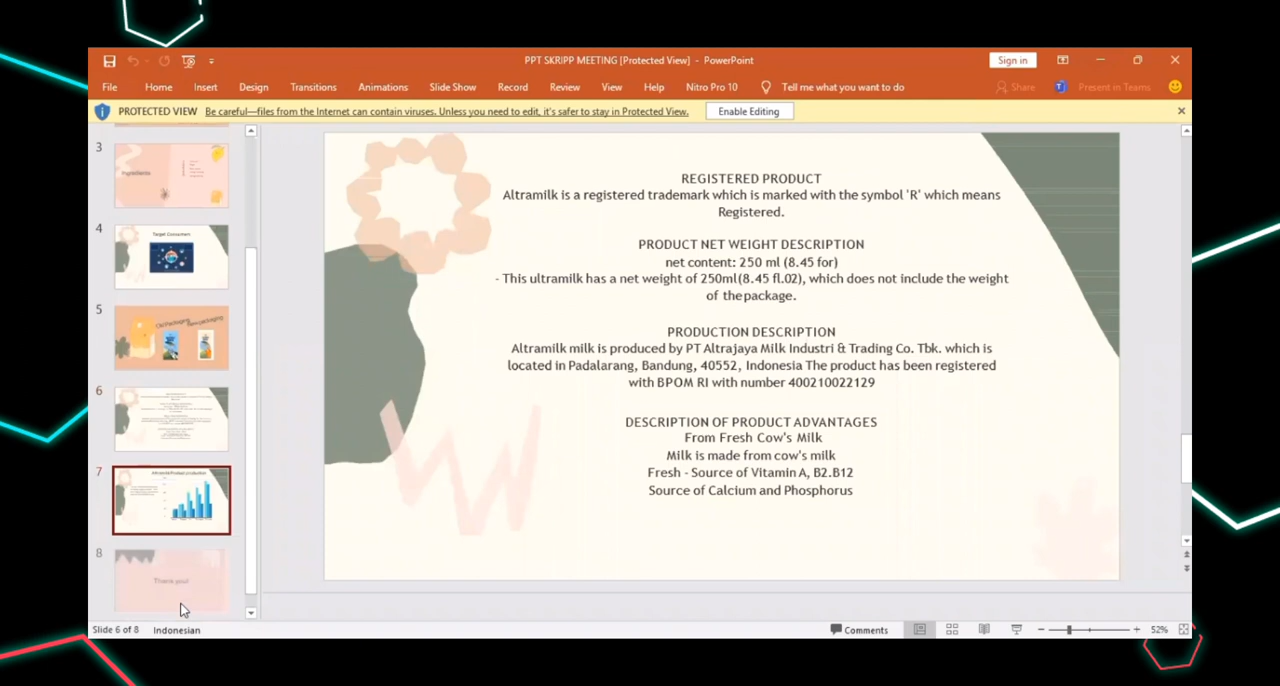 PPT SKRIPP MEETING [Protected View] - PowerPoint
Sign in
File Home Insert Design Transitions Animations Slide Show Record Review View Help Nitro Pro 10 Tell me what you want to do Share Present in Teams
PROTECTED VIEW Be careful—files from the Internet can contain viruses. Unless you need to edit, it's safer to stay in Protected View. Enable Editing
3
Ingredients
4
Target Consumers
5
Old Packaging
New packaging
6
7
8
Thank you!
REGISTERED PRODUCT
Altramilk is a registered trademark which is marked with the symbol 'R' which means
Registered.
PRODUCT NET WEIGHT DESCRIPTION
net content: 250 ml (8.45 for)
- This ultramilk has a net weight of 250ml(8.45 fl.02), which does not include the weight
of the package.
PRODUCTION DESCRIPTION
Altramilk milk is produced by PT Altrajaya Milk Industri & Trading Co. Tbk. which is
located in Padalarang, Bandung, 40552, Indonesia The product has been registered
with BPOM RI with number 400210022129
DESCRIPTION OF PRODUCT ADVANTAGES
From Fresh Cow's Milk
Milk is made from cow's milk
Fresh - Source of Vitamin A, B2.B12
Source of Calcium and Phosphorus
Slide 6 of 8 Indonesian
Comments
52%